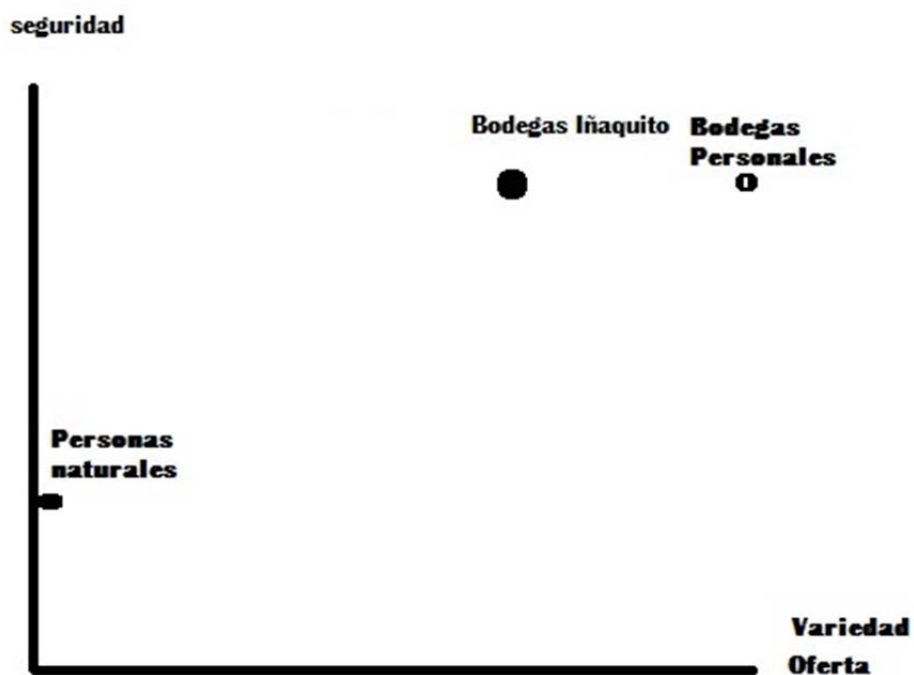 seguridad
Bodegas Iñaquito
Bodegas
Personales
Personas
naturales
Variedad
Oferta